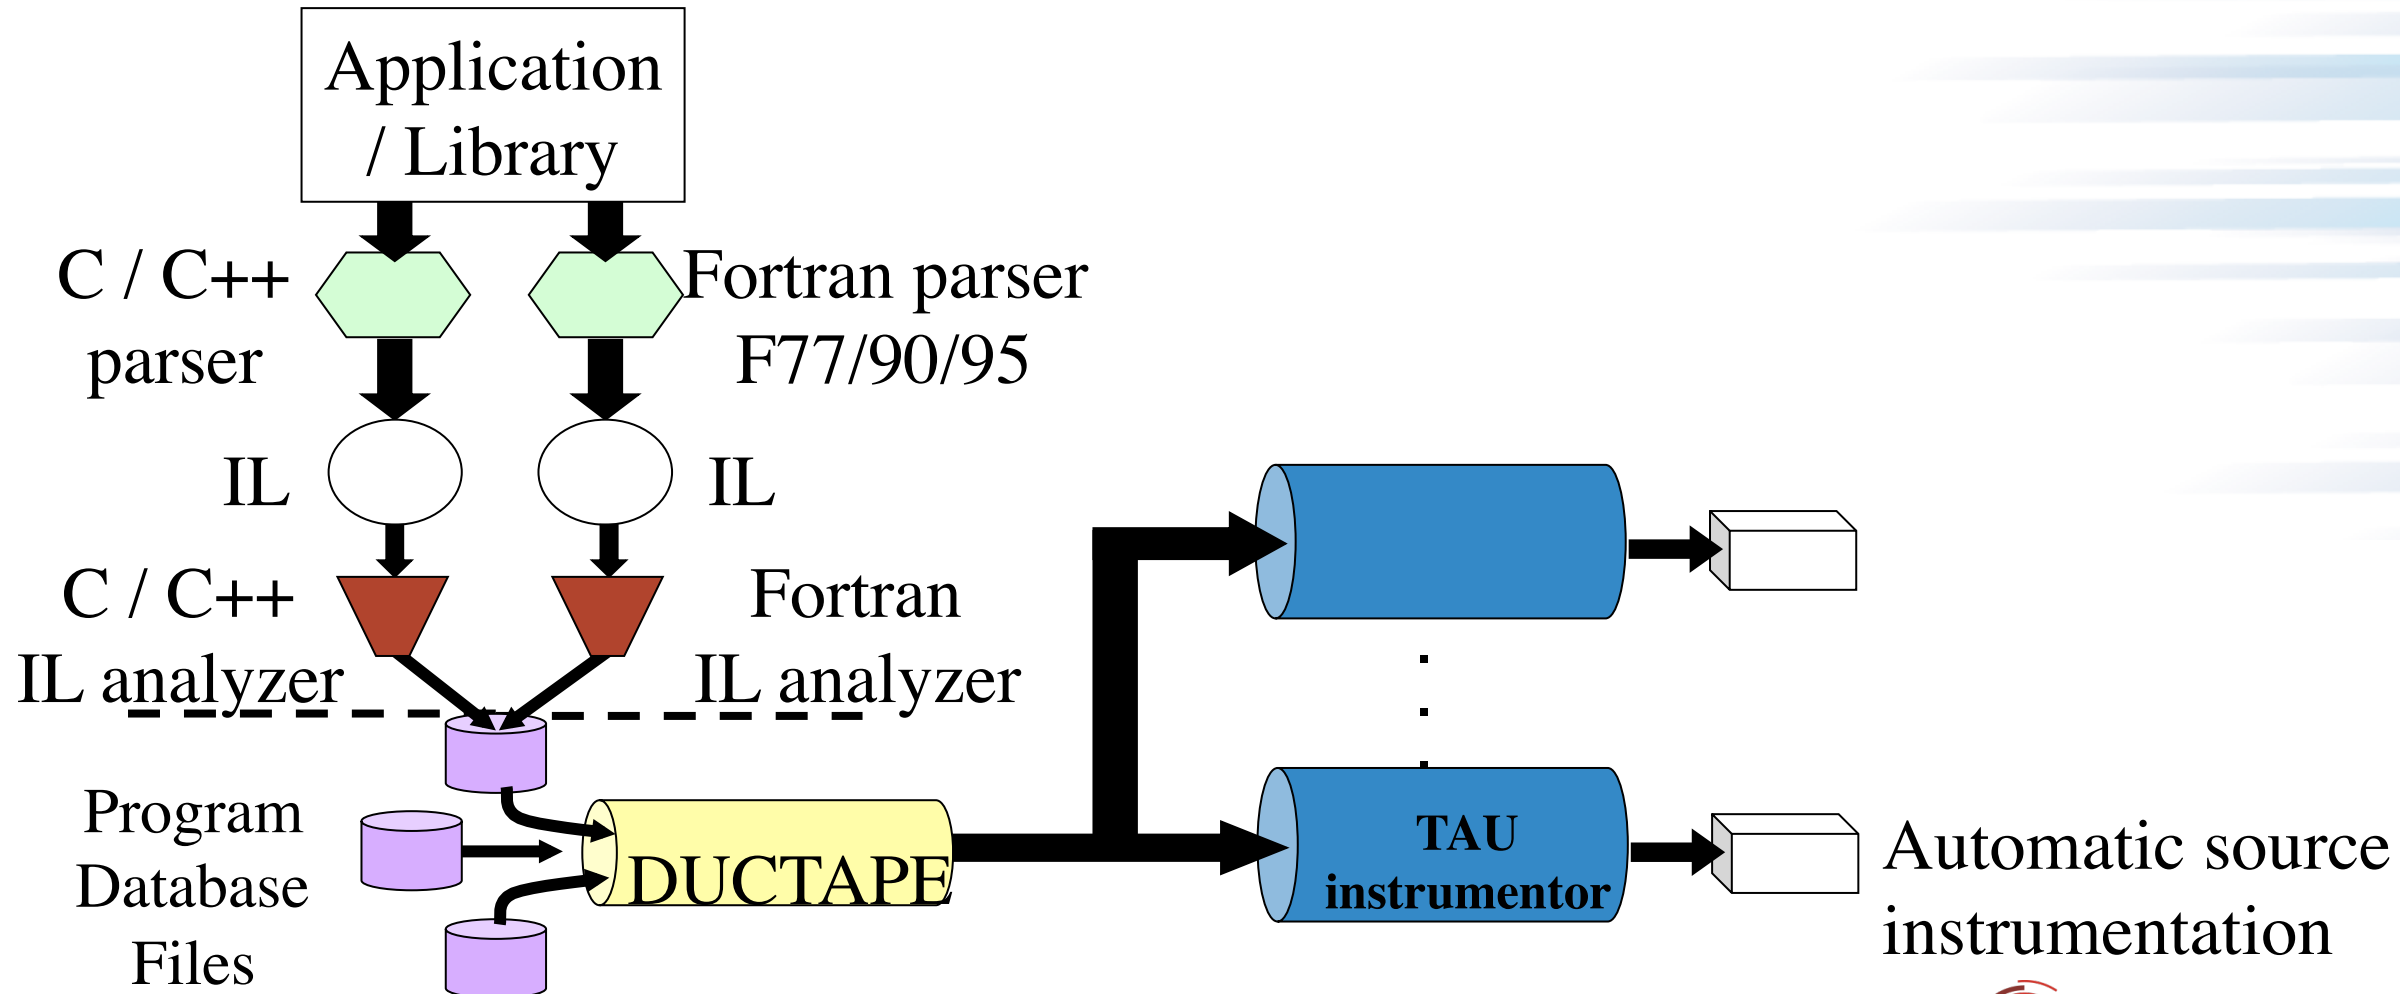 Application
/ Library
C / C++
parser
Fortran parser
F77/90/95
IL
IL
C / C++
IL analyzer
Fortran
IL analyzer
Program
Database
Files
DUCTAPE
TAU
instrumentor
Automatic source
instrumentation